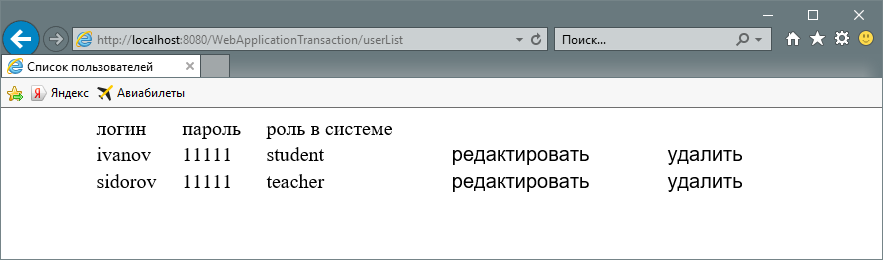 http://localhost:8080/WebApplicationTransaction/userList
Поиск...
Список пользователей
Яндекс
Авиабилеты
логин пароль роль в системе
ivanov 11111 student редактировать удалить
sidorov 11111 teacher редактировать удалить